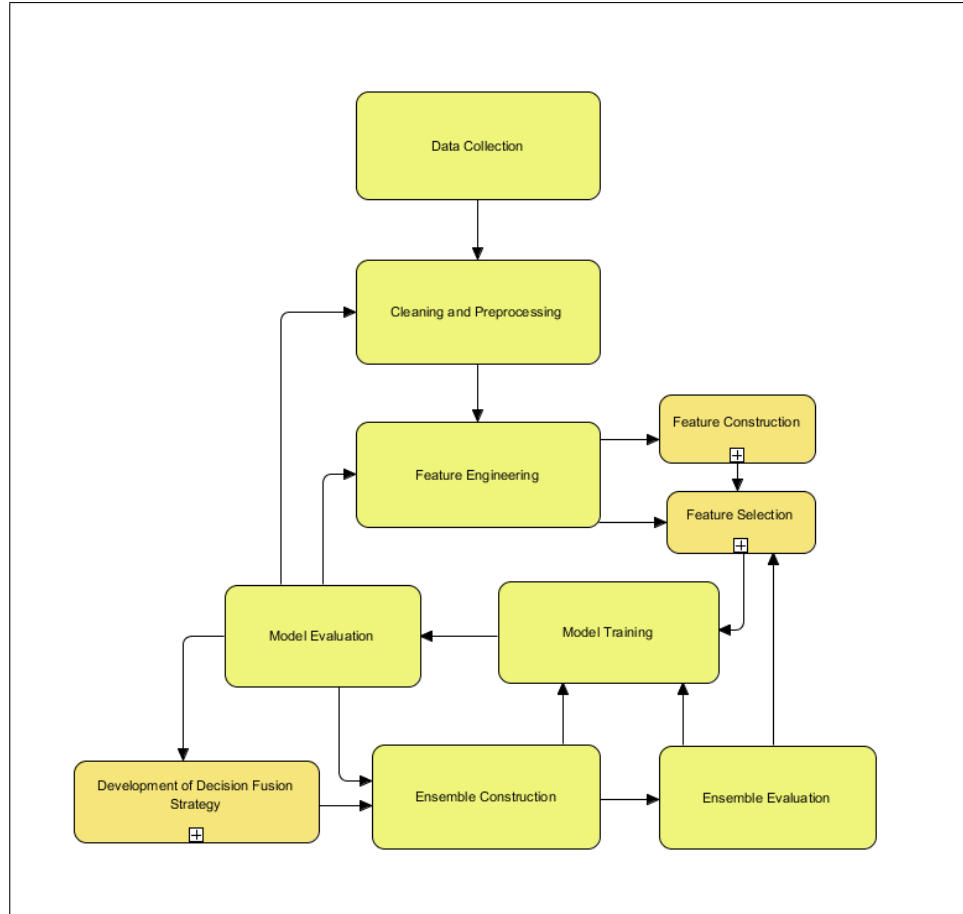 Data Collection
Cleaning and Preprocessing
Feature Construction
Feature Engineering
Feature Selection
Model Evaluation
Model Training
Development of Decision Fusion
Strategy
Ensemble Construction
Ensemble Evaluation